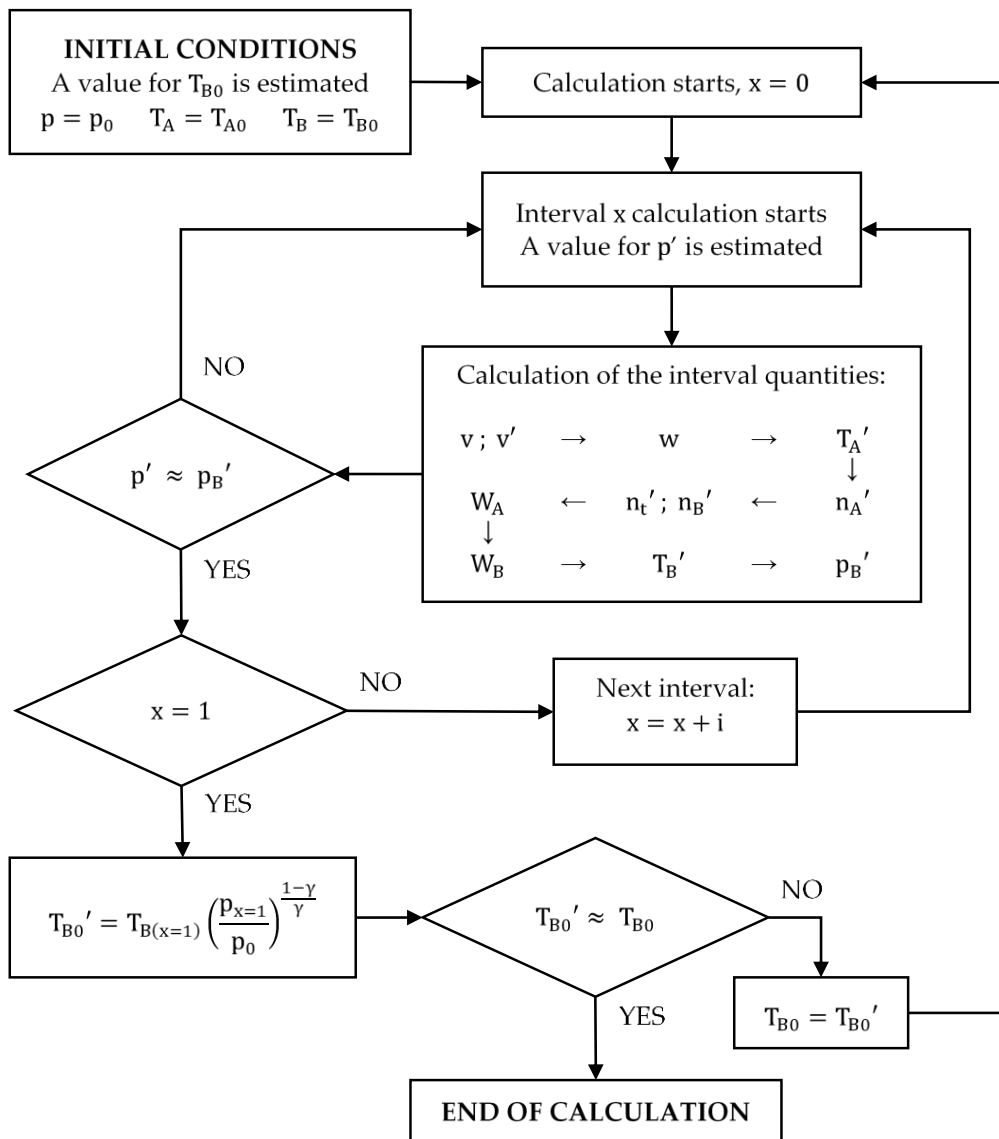 INITIAL CONDITIONS
A value for T_B0 is estimated
p = p_0 T_A = T_A0 T_B = T_B0
Calculation starts, x = 0
Interval x calculation starts
A value for p′ is estimated
Calculation of the interval quantities:
v ; v′ → w → T_A′
↓
W_A ← n_t′ ; n_B′ ← n_A′
↓
W_B → T_B′ → p_B′
NO
p′ ≈ p_B′
YES
x = 1
NO
Next interval:
x = x + i
YES
T_B0′ = T_B(x=1) (p_x=1 / p_0)^((1−γ)/γ)
T_B0′ ≈ T_B0
NO
T_B0 = T_B0′
YES
END OF CALCULATION